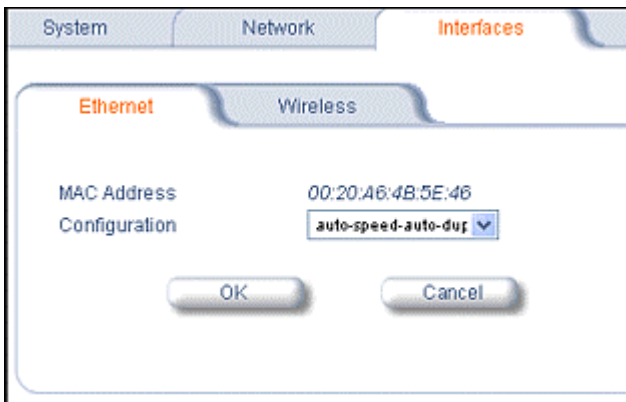 System Network Interfaces
Ethernet Wireless
MAC Address 00:20:A6:4B:5E:46
Configuration auto-speed-auto-dup
OK Cancel